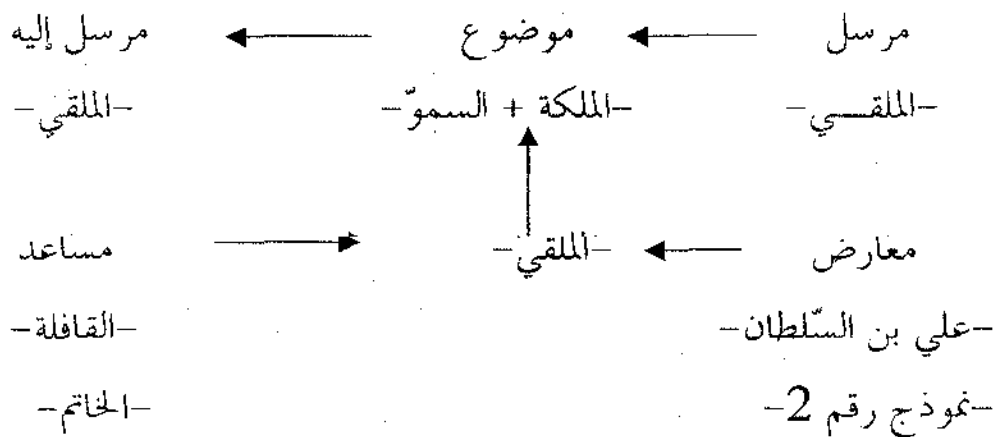 مرسل موضوع مرسل إليه
-الملقي- -الملكة + السموّ- -الملقي-
معارض -الملقي- مساعد
-علي بن السّلطان- -القافلة-
-نموذج رقم 2- -الخاتم-